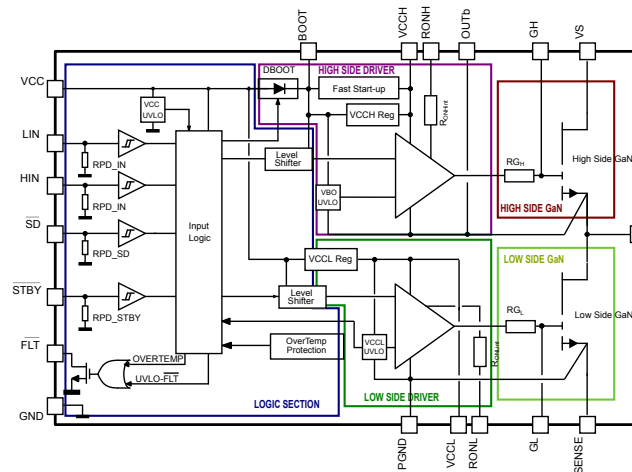 BOOT
VCCH
RONH
OUTb
GH
VS
VCC
DBOOT
HIGH SIDE DRIVER
Fast Start-up
VCC
UVLO
VCCH Reg
RONHint
LIN
RPD_IN
HIN
RPD_IN
Level
Shifter
RGH
High Side GaN
VBO
UVLO
HIGH SIDE GaN
SD
RPD_SD
Input
Logic
VCCL Reg
LOW SIDE GaN
STBY
RPD_STBY
Level
Shifter
RGL
Low Side GaN
VCCL
UVLO
RONLint
OverTemp
Protection
FLT
OVERTEMP
UVLO-FLT
GND
LOGIC SECTION
LOW SIDE DRIVER
PGND
VCCL
RONL
GL
SENSE